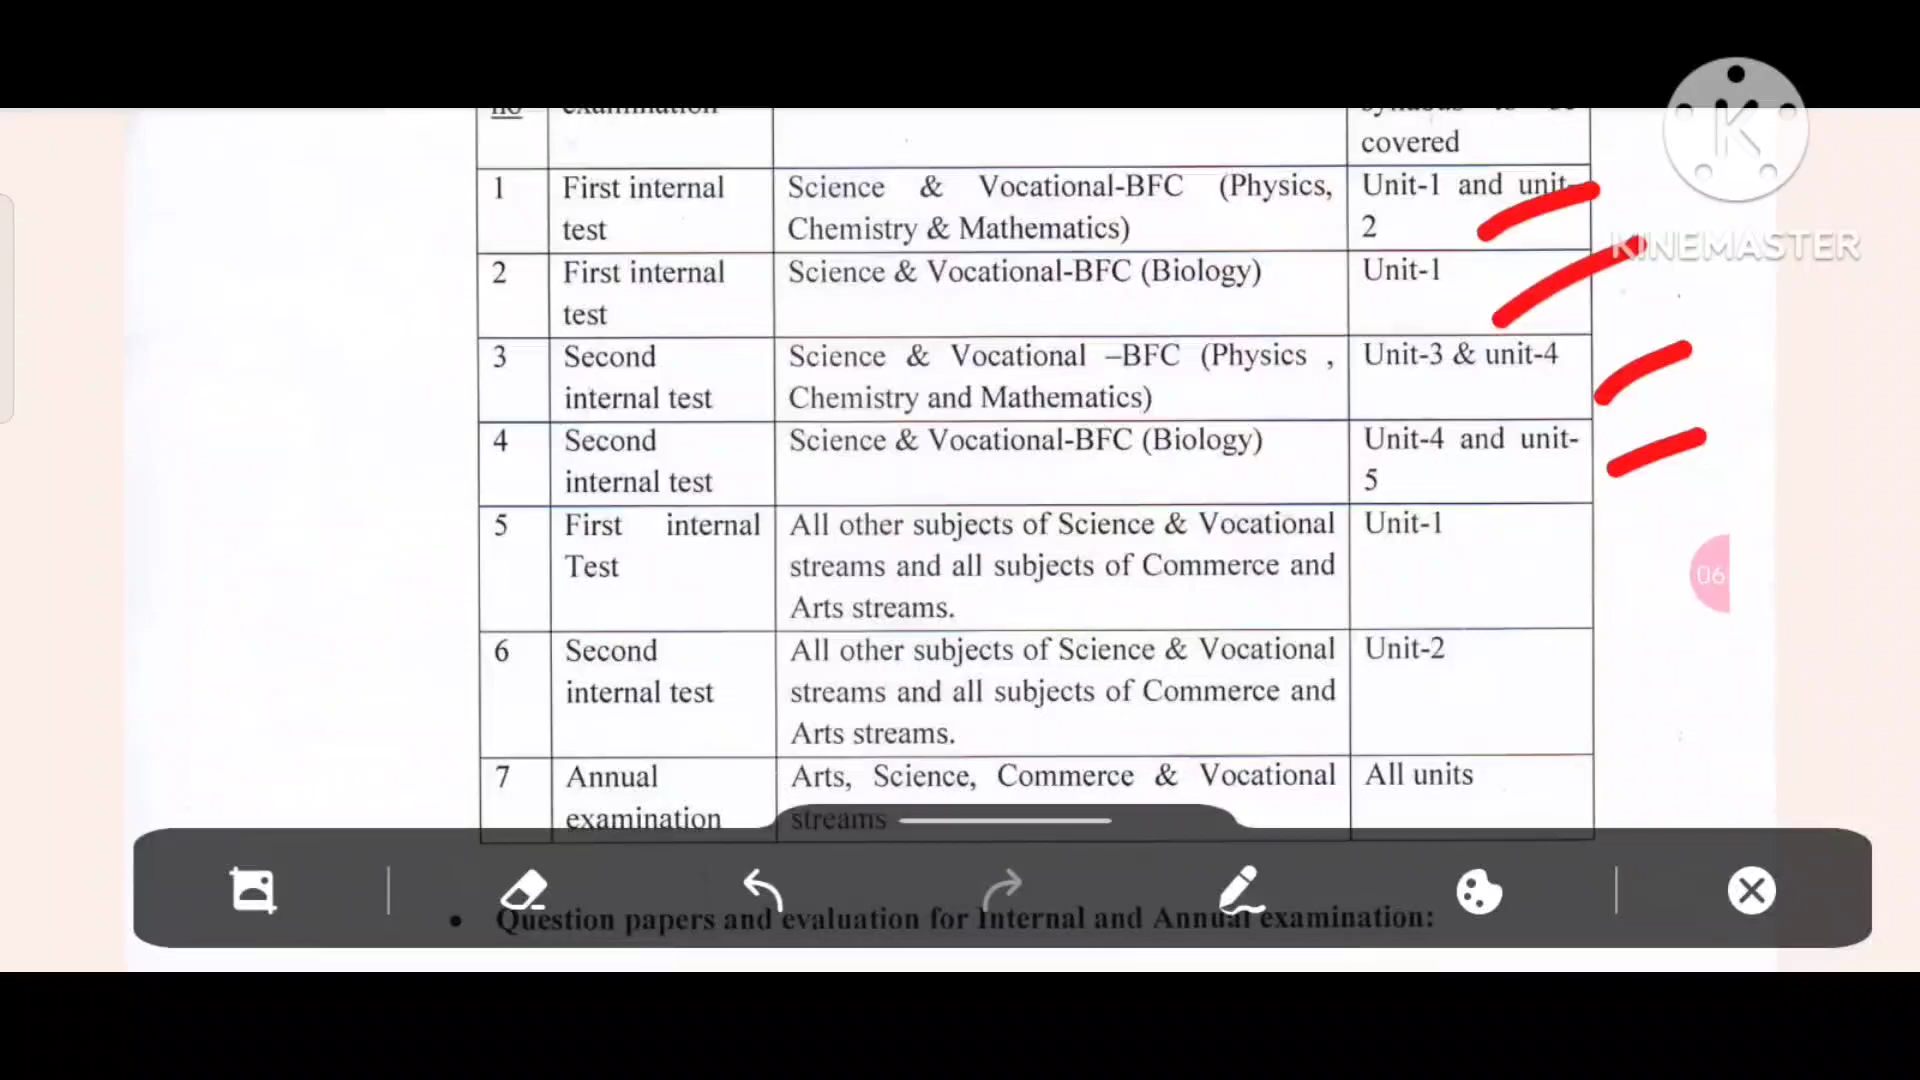 no
examination
syllabus to be
covered
1
First internal
test
Science & Vocational-BFC (Physics,
Chemistry & Mathematics)
Unit-1 and unit-
2
2
First internal
test
Science & Vocational-BFC (Biology)
Unit-1
3
Second
internal test
Science & Vocational –BFC (Physics ,
Chemistry and Mathematics)
Unit-3 & unit-4
4
Second
internal test
Science & Vocational-BFC (Biology)
Unit-4 and unit-
5
5
First internal
Test
All other subjects of Science & Vocational
streams and all subjects of Commerce and
Arts streams.
Unit-1
6
Second
internal test
All other subjects of Science & Vocational
streams and all subjects of Commerce and
Arts streams.
Unit-2
7
Annual
examination
Arts, Science, Commerce & Vocational
streams
All units
• Question papers and evaluation for Internal and Annual examination:
K
KINEMASTER
06